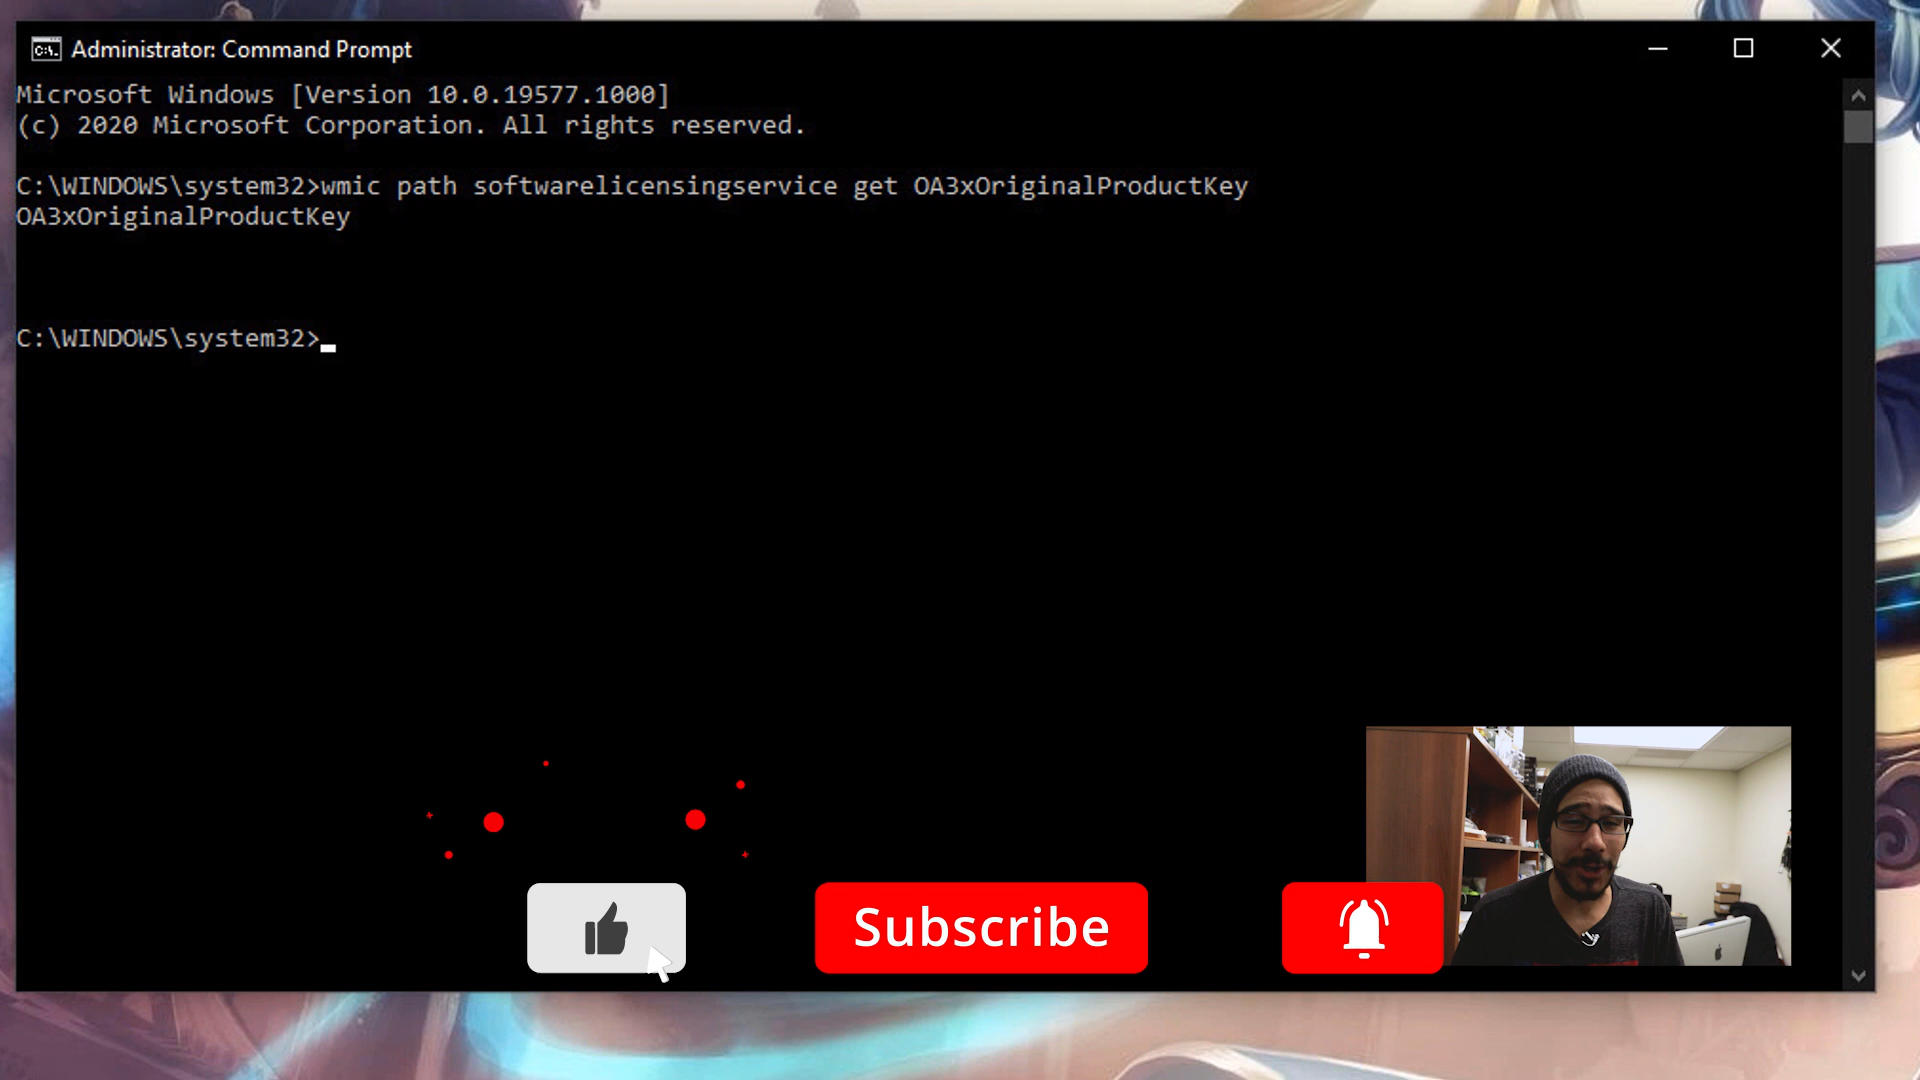 Administrator: Command Prompt
Microsoft Windows [Version 10.0.19577.1000]
(c) 2020 Microsoft Corporation. All rights reserved.
C:\WINDOWS\system32>wmic path softwarelicensingservice get OA3xOriginalProductKey
OA3xOriginalProductKey
C:\WINDOWS\system32>
Subscribe